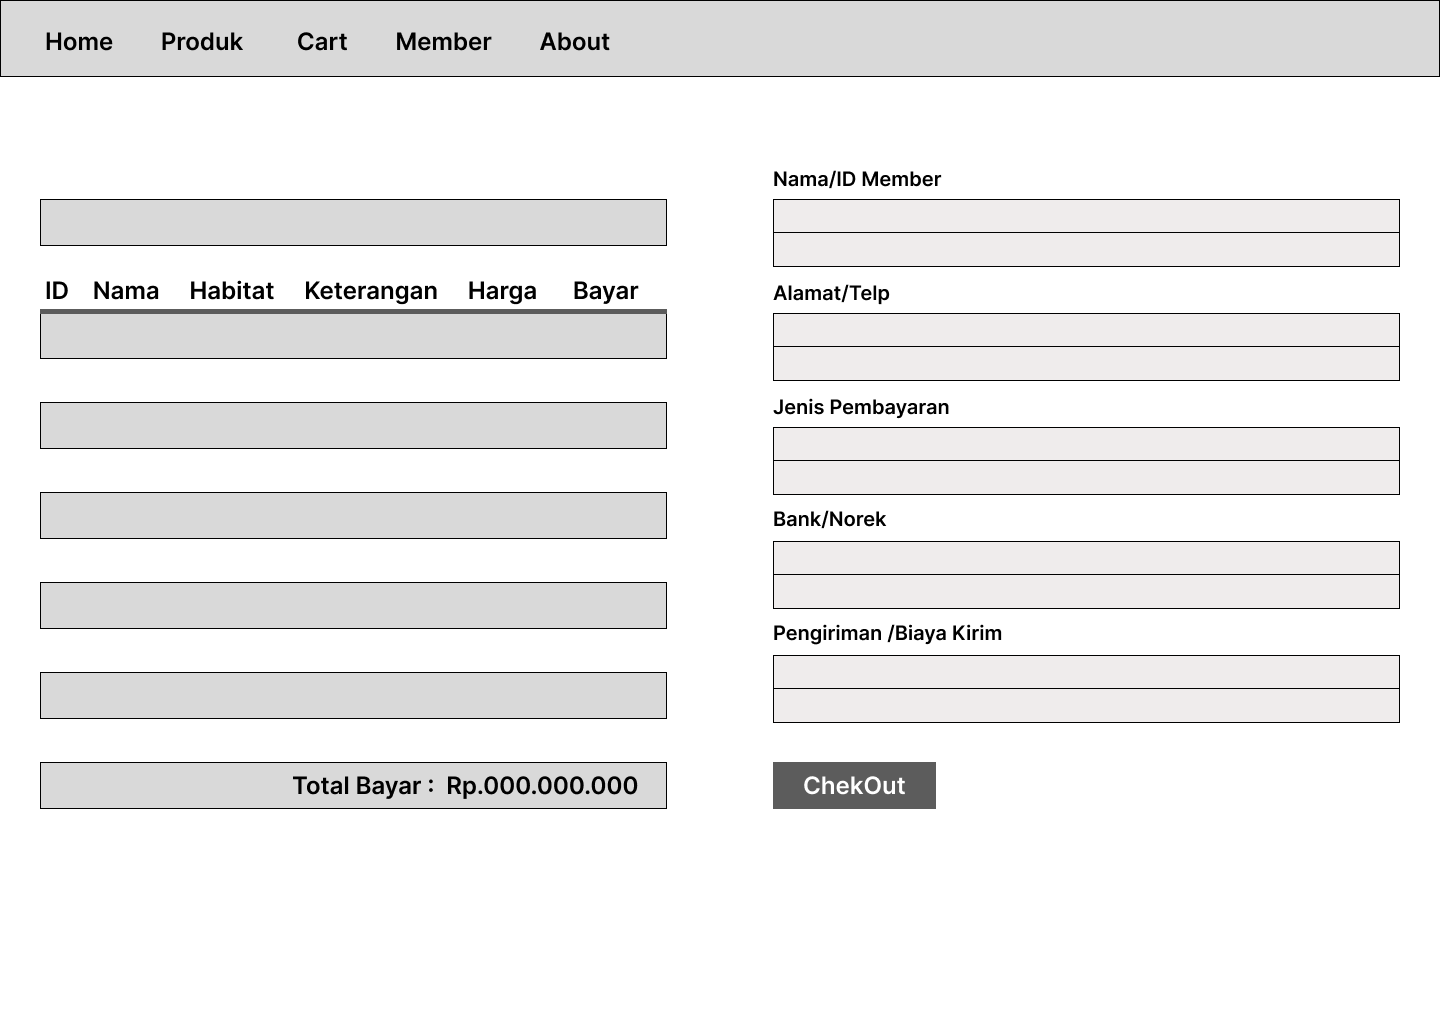 Home Produk Cart Member About
ID Nama Habitat Keterangan Harga Bayar
Total Bayar : Rp.000.000.000
Nama/ID Member
Alamat/Telp
Jenis Pembayaran
Bank/Norek
Pengiriman /Biaya Kirim
ChekOut